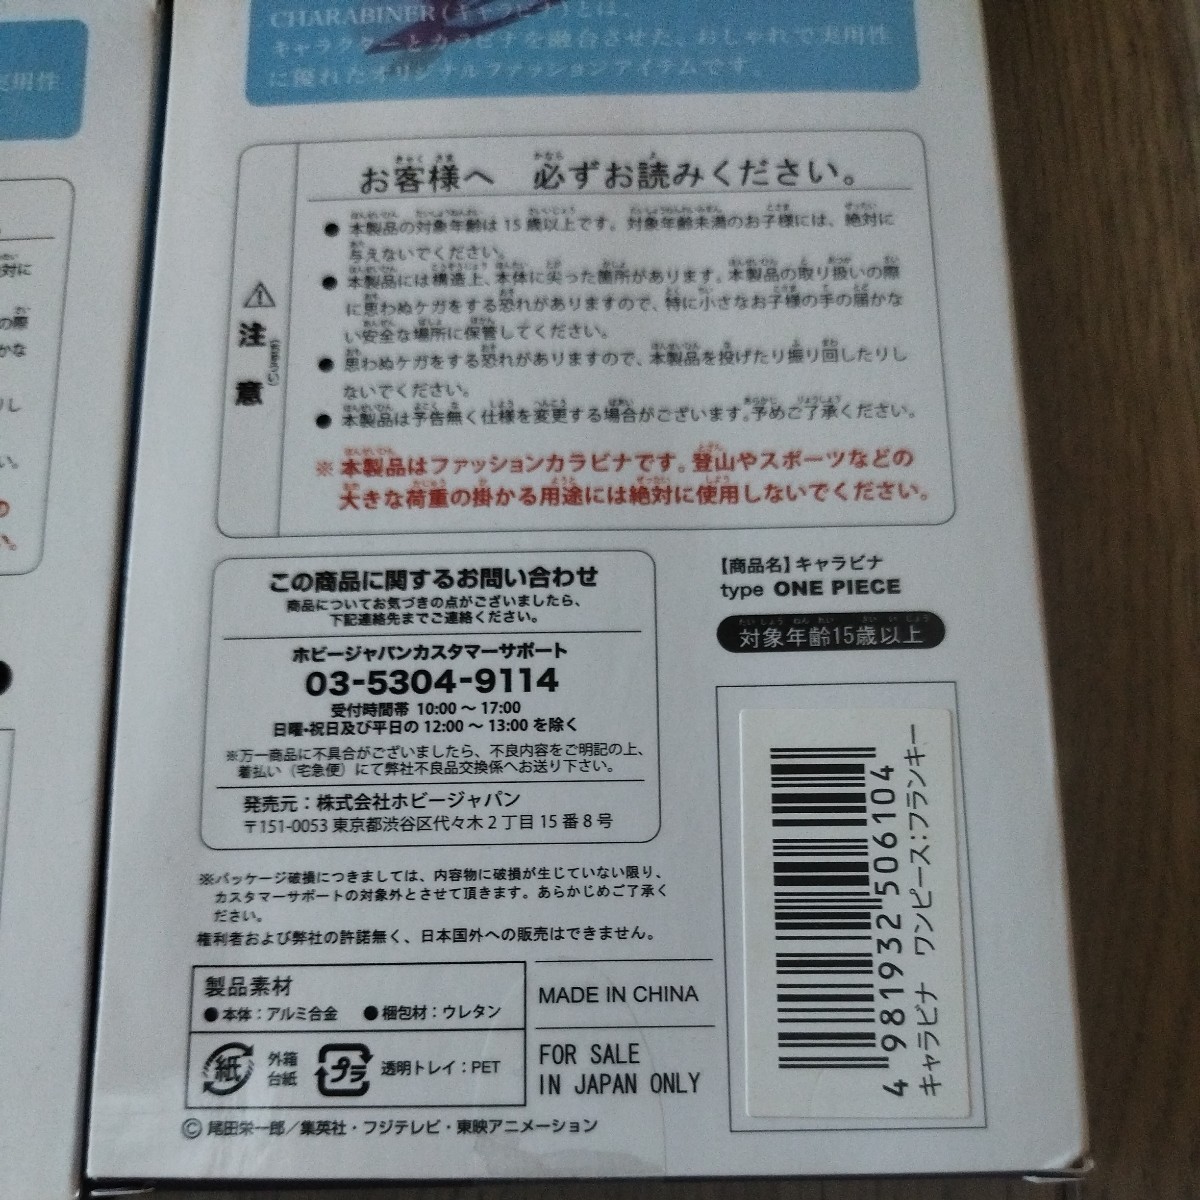 CHARABINER(キャラビナ)とは、
キャラクターとカラビナを融合させた、おしゃれで実用性
に優れたオリジナルファッションアイテムです。
お客様へ 必ずお読みください。
⚠注意
● 本製品の対象年齢は15歳以上です。対象年齢未満のお子様には、絶対に
与えないでください。
● 本製品には構造上、本体に尖った箇所があります。本製品の取り扱いの際
に思わぬケガをする恐れがありますので、特に小さなお子様の手の届かな
い安全な場所に保管してください。
● 思わぬケガをする恐れがありますので、本製品を投げたり振り回したりし
ないでください。
● 本製品は予告無く仕様を変更する場合がございます。予めご了承ください。
※ 本製品はファッションカラビナです。登山やスポーツなどの
大きな荷重の掛かる用途には絶対に使用しないでください。
この商品に関するお問い合わせ
商品についてお気づきの点がございましたら、
下記連絡先までご連絡ください。
ホビージャパンカスタマーサポート
03-5304-9114
受付時間帯 10:00〜17:00
日曜・祝日及び平日の12:00〜13:00を除く
※万一商品に不具合がございましたら、不良内容をご明記の上、
着払い(宅急便)にて弊社不良品交換係へお送り下さい。
発売元：株式会社ホビージャパン
〒151-0053 東京都渋谷区代々木2丁目15番8号
【商品名】キャラビナ
type ONE PIECE
対象年齢15歳以上
4 981932 506104
キャラビナ ワンピース:フランキー
※パッケージ破損につきましては、内容物に破損が生じていない限り、
カスタマーサポートの対象外とさせて頂きます。あらかじめご了承く
ださい。
権利者および弊社の許諾無く、日本国外への販売はできません。
製品素材
●本体：アルミ合金 ●梱包材：ウレタン
紙 外箱
台紙
プラ 透明トレイ：PET
MADE IN CHINA
FOR SALE
IN JAPAN ONLY
© 尾田栄一郎／集英社・フジテレビ・東映アニメーション